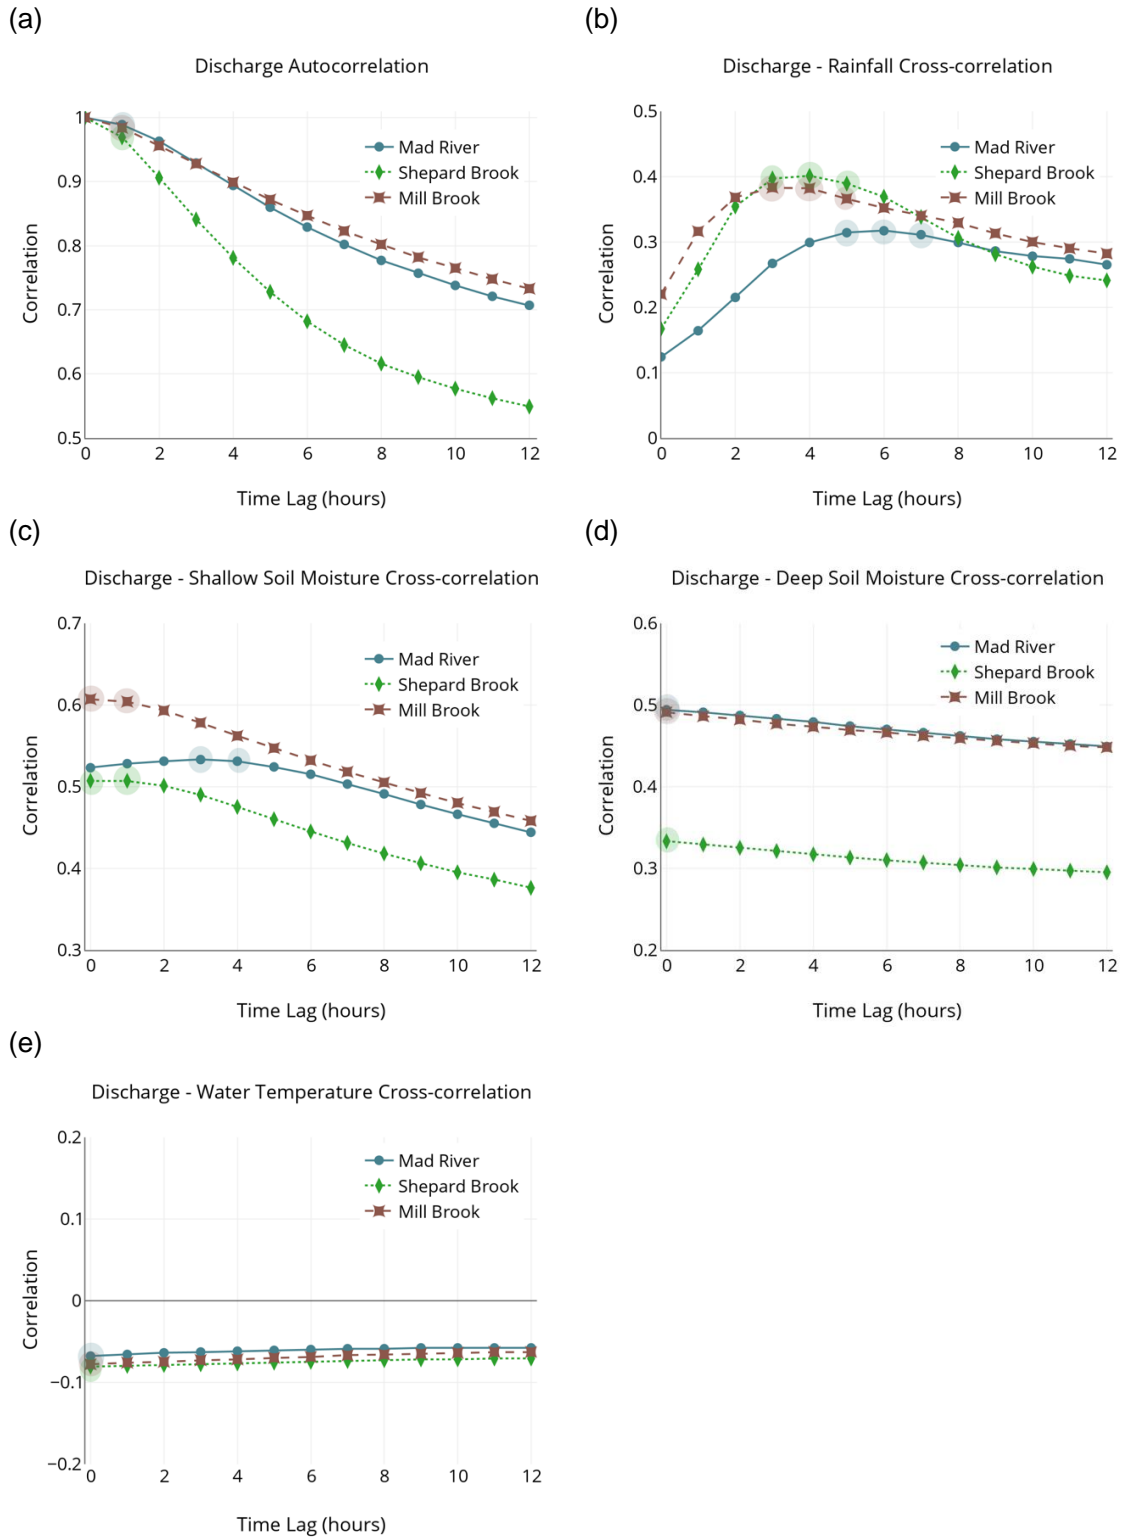 (a)
Discharge Autocorrelation
1
0.9
0.8
0.7
0.6
0.5
0 2 4 6 8 10 12
Correlation
Time Lag (hours)
Mad River
Shepard Brook
Mill Brook
(b)
Discharge - Rainfall Cross-correlation
0.5
0.4
0.3
0.2
0.1
0
0 2 4 6 8 10 12
Correlation
Time Lag (hours)
Mad River
Shepard Brook
Mill Brook
(c)
Discharge - Shallow Soil Moisture Cross-correlation
0.7
0.6
0.5
0.4
0.3
0 2 4 6 8 10 12
Correlation
Time Lag (hours)
Mad River
Shepard Brook
Mill Brook
(d)
Discharge - Deep Soil Moisture Cross-correlation
0.6
0.5
0.4
0.3
0.2
0 2 4 6 8 10 12
Correlation
Time Lag (hours)
Mad River
Shepard Brook
Mill Brook
(e)
Discharge - Water Temperature Cross-correlation
0.2
0.1
0
−0.1
−0.2
0 2 4 6 8 10 12
Correlation
Time Lag (hours)
Mad River
Shepard Brook
Mill Brook